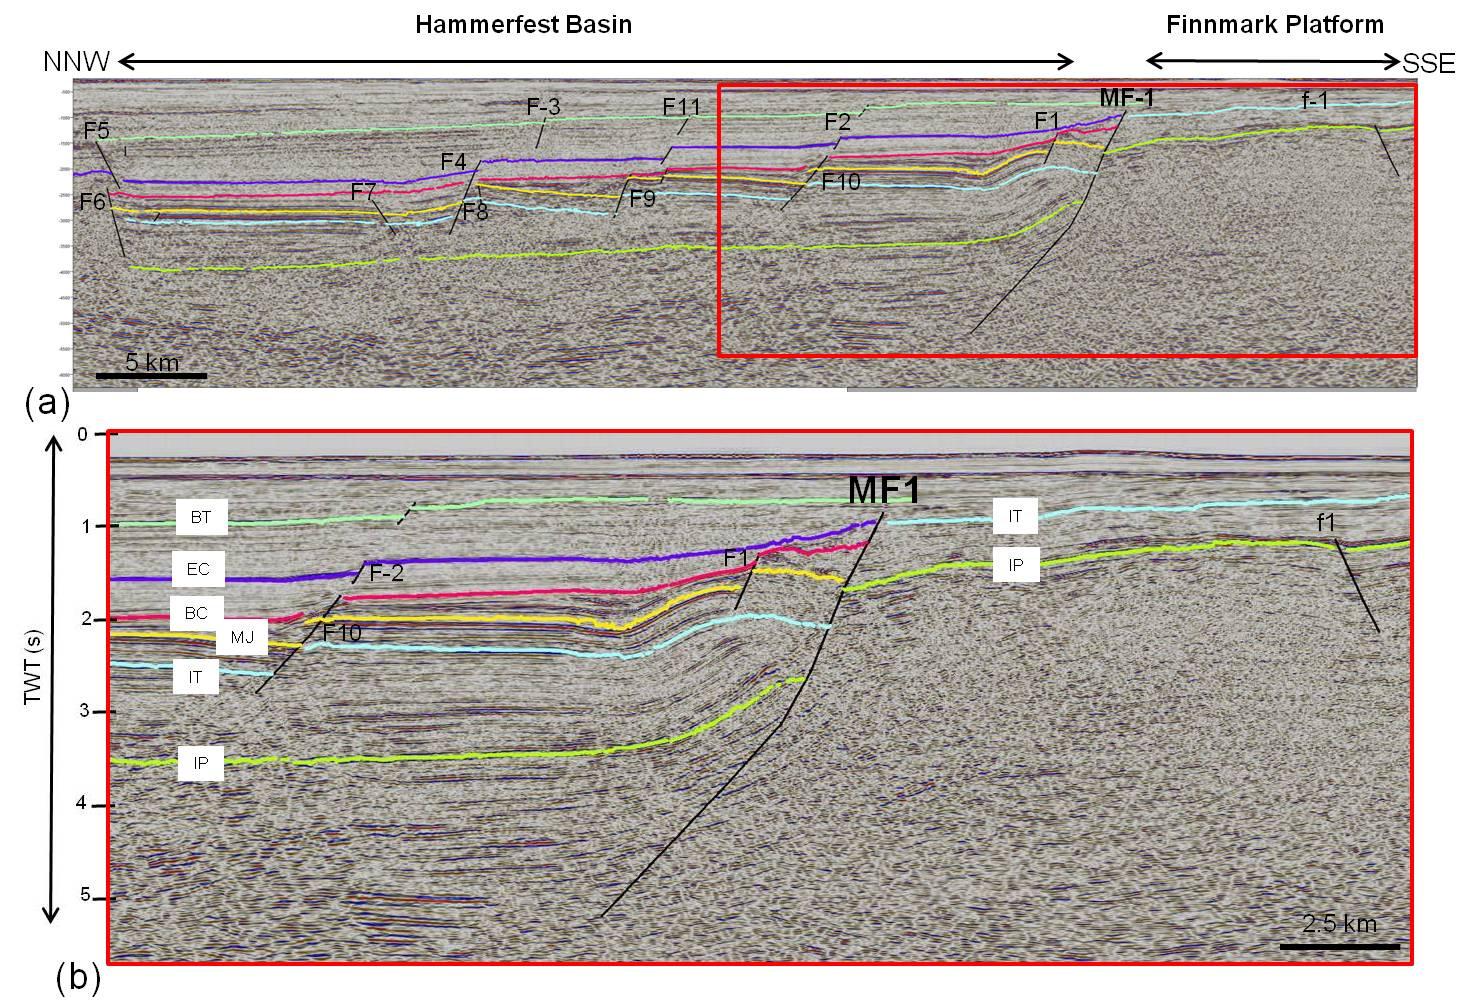 Hammerfest Basin
Finnmark Platform
NNW
SSE
MF-1
f-1
F-3
F11
F5
F2
F1
F4
F7
F10
F6
F8
F9
5 km
(a)
0
MF1
BT
IT
1
f1
EC
F1
IP
F-2
BC
2
MJ
F10
IT
TWT (s)
3
IP
4
5
2.5 km
(b)